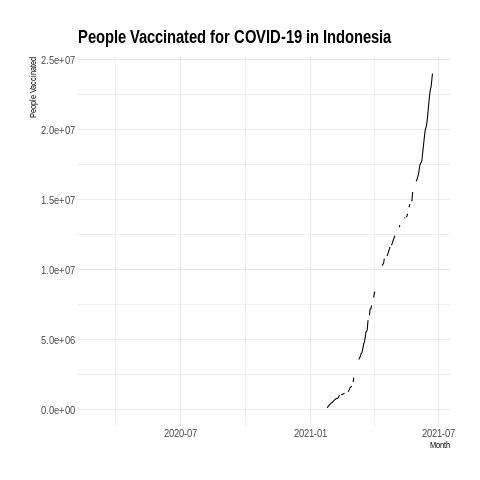 People Vaccinated for COVID-19 in Indonesia
People Vaccinated
2.5e+07
2.0e+07
1.5e+07
1.0e+07
5.0e+06
0.0e+00
2020-07
2021-01
2021-07
Month